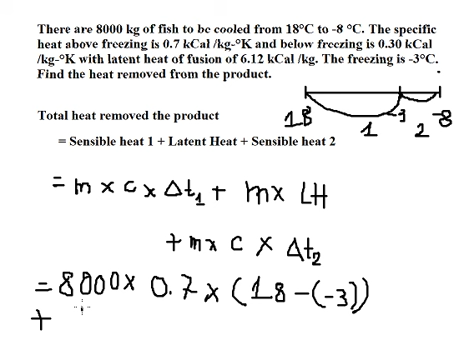 There are 8000 kg of fish to be cooled from 18°C to -8 °C. The specific
heat above freezing is 0.7 kCal /kg-°K and below freezing is 0.30 kCal
/kg-°K with latent heat of fusion of 6.12 kCal /kg. The freezing is -3°C.
Find the heat removed from the product.
18 -3 -8
1 2
Total heat removed the product
= Sensible heat 1 + Latent Heat + Sensible heat 2
= m x c x Δt₁ + m x LH
+ m x c x Δt₂
= 8000 x 0.7 x (18 - (-3))
+